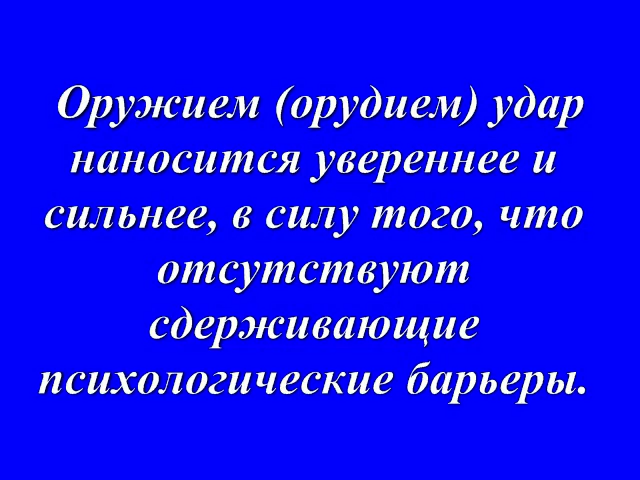 Оружием (орудием) удар
наносится увереннее и
сильнее, в силу того, что
отсутствуют
сдерживающие
психологические барьеры.